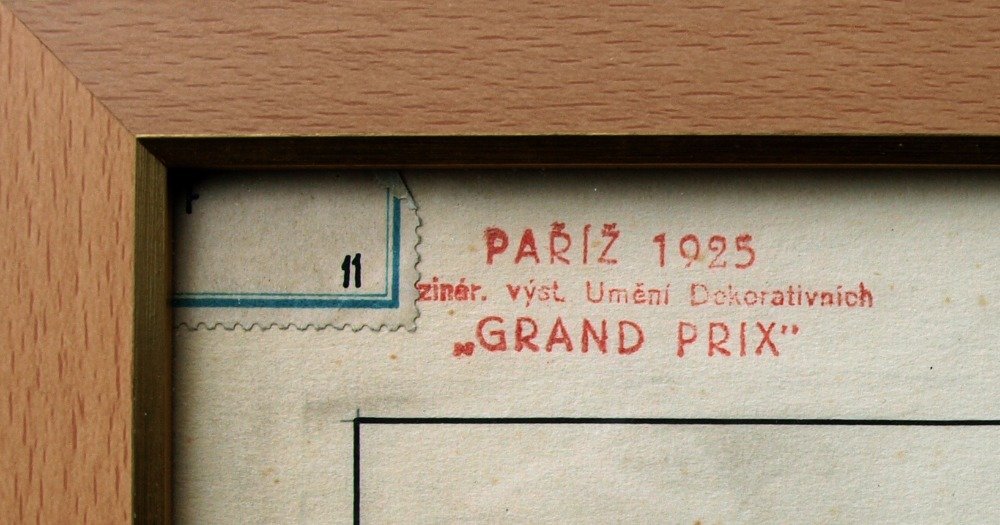 11
PAŘÍŽ 1925
zinár. výst. Umění Dekorativních
„GRAND PRIX"